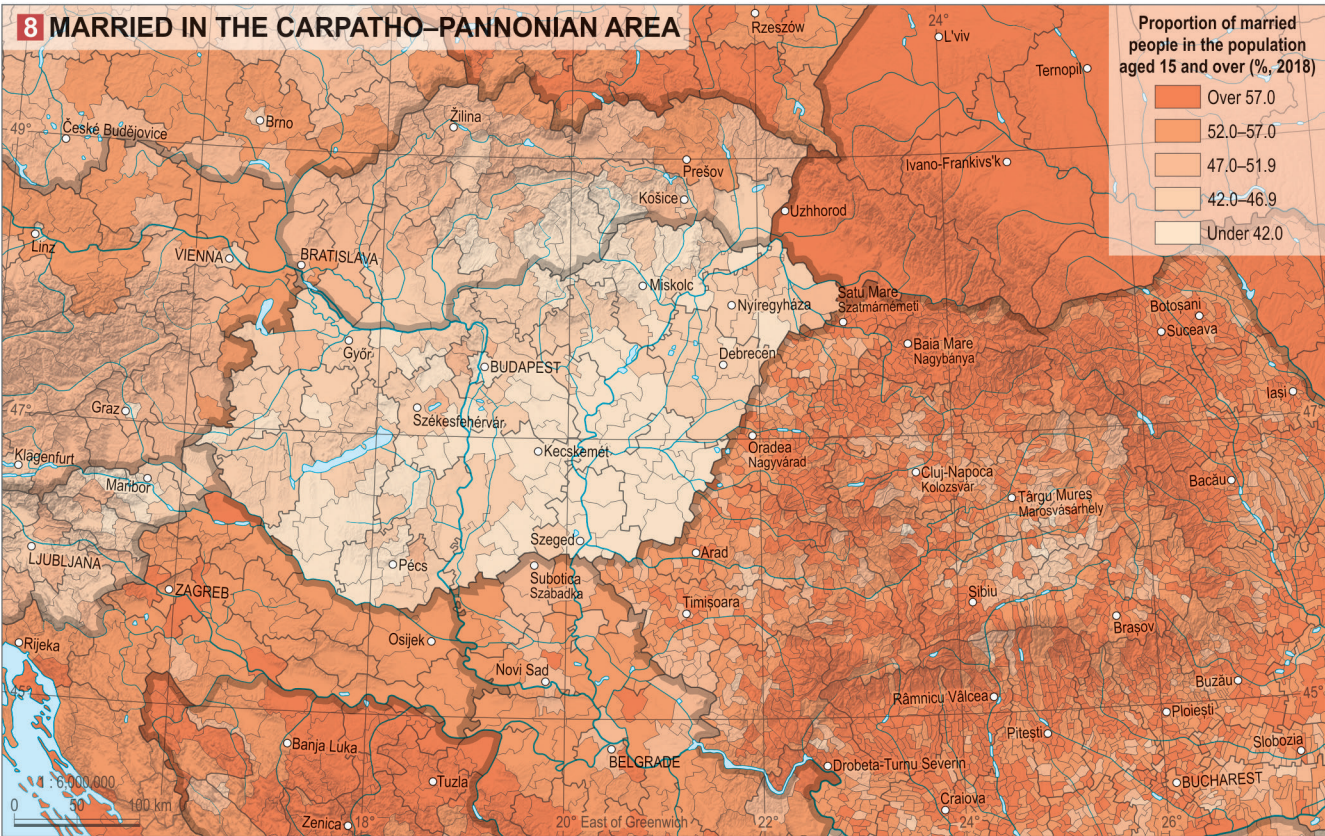 8 MARRIED IN THE CARPATHO–PANNONIAN AREA
Proportion of married
people in the population
aged 15 and over (%, 2018)
Over 57.0
52.0–57.0
47.0–51.9
42.0–46.9
Under 42.0
24°
Rzeszów
L'viv
Ternopil
49°
České Budějovice
Brno
Žilina
Prešov
Košice
Ivano-Frankivs'k
Uzhhorod
Linz
VIENNA
BRATISLAVA
Miskolc
Nyíregyháza
Satu Mare
Szatmárnémeti
Botoșani
Suceava
Győr
BUDAPEST
Debrecen
Baia Mare
Nagybánya
Iași
47°
Graz
Székesfehérvár
47°
Klagenfurt
Maribor
Kecskemét
Oradea
Nagyvárad
Cluj-Napoca
Kolozsvár
Târgu Mureș
Marosvásárhely
Bacău
LJUBLJANA
Pécs
Szeged
Arad
Subotica
Szabadka
ZAGREB
Timișoara
Sibiu
Brașov
Rijeka
Osijek
Novi Sad
45°
Râmnicu Vâlcea
Buzău
45°
Ploiești
Banja Luka
BELGRADE
Pitești
Slobozia
Tuzla
Drobeta-Turnu Severin
BUCHAREST
1 : 6,000,000
0 50 100 km
Zenica
18°
20° East of Greenwich
22°
Craiova
24°
26°